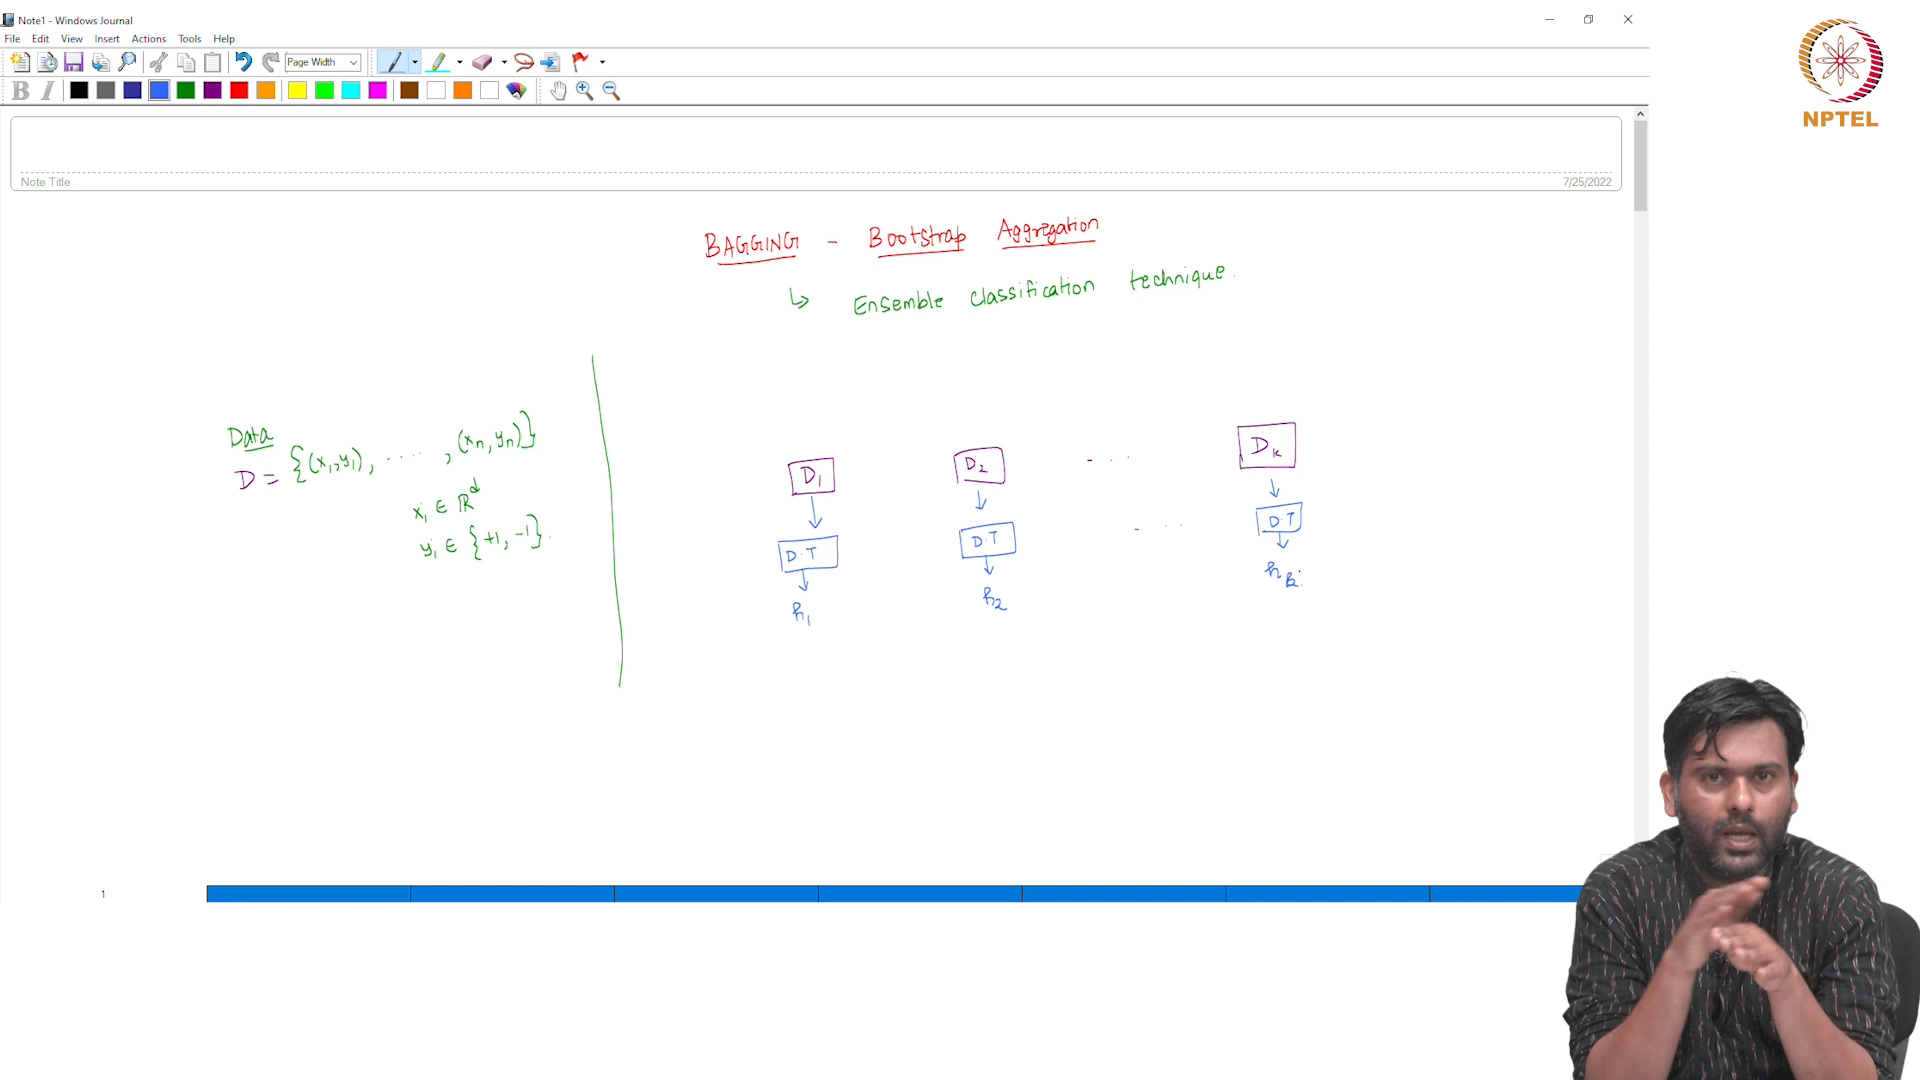 Note1 - Windows Journal
File Edit View Insert Actions Tools Help
Page Width
B I
NPTEL
Note Title
7/25/2022
BAGGING - Bootstrap Aggregation
↳ Ensemble classification technique.
Data
D = {(x₁,y₁), ....., (xₙ,yₙ)}
xᵢ ∈ ℝᵈ
yᵢ ∈ {+1, -1}.
D₁ D₂ - ... Dₖ
D.T D.T - ... D.T
h₁ h₂ hₖ
1